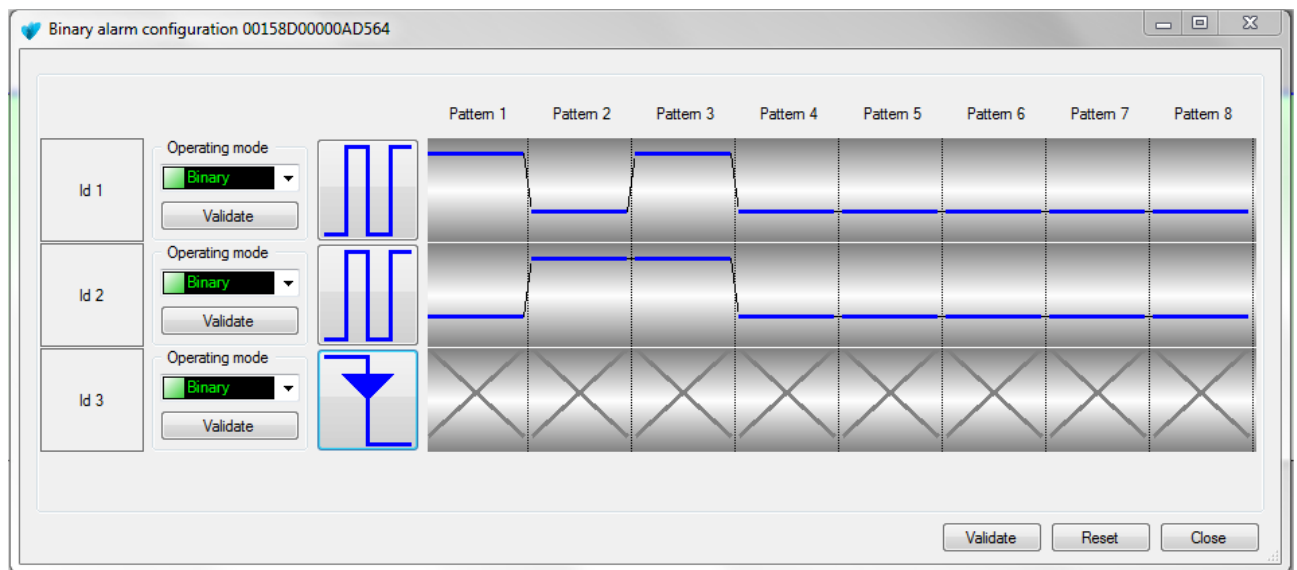 Binary alarm configuration 00158D00000AD564
Pattern 1 Pattern 2 Pattern 3 Pattern 4 Pattern 5 Pattern 6 Pattern 7 Pattern 8
Operating mode
Id 1 Binary
Validate
Operating mode
Id 2 Binary
Validate
Operating mode
Id 3 Binary
Validate
Validate Reset Close